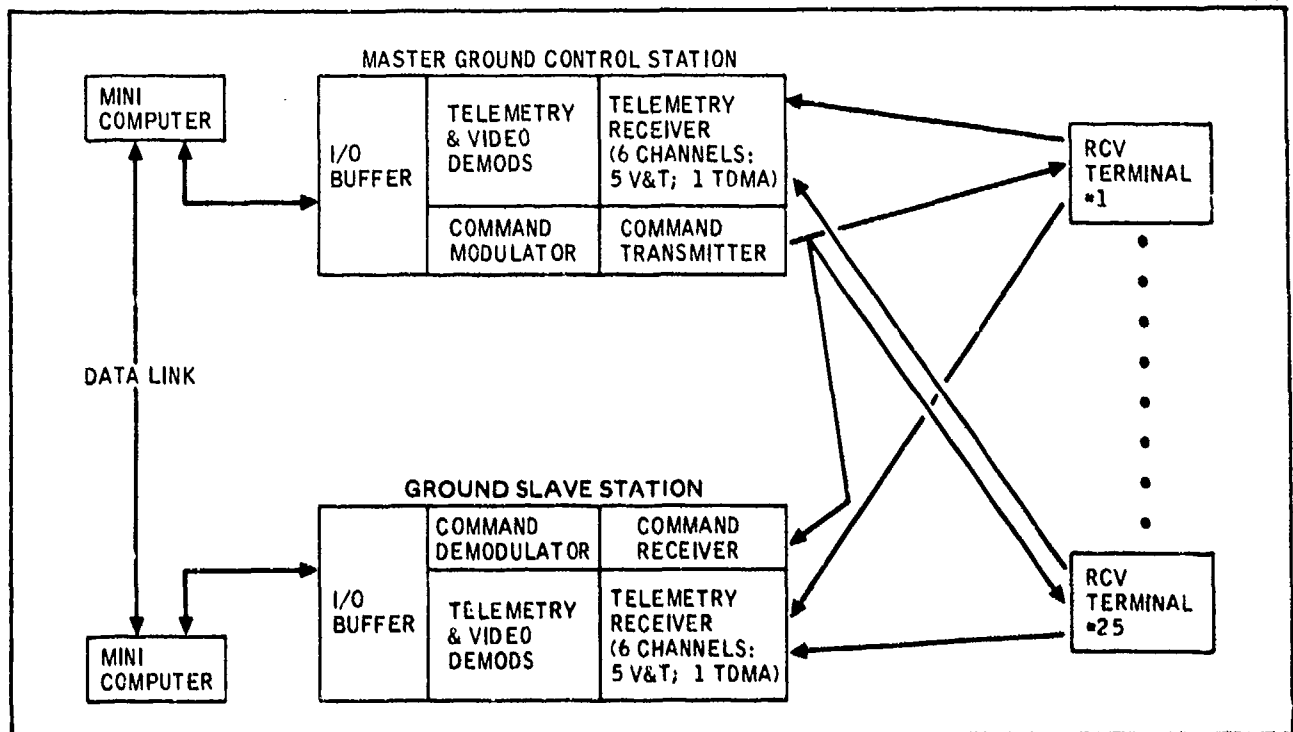 MASTER GROUND CONTROL STATION
MINI
COMPUTER
I/O
BUFFER
TELEMETRY
& VIDEO
DEMODS
TELEMETRY
RECEIVER
(6 CHANNELS:
5 V&T; 1 TDMA)
COMMAND
MODULATOR
COMMAND
TRANSMITTER
RCV
TERMINAL
*1
DATA LINK
GROUND SLAVE STATION
I/O
BUFFER
COMMAND
DEMODULATOR
COMMAND
RECEIVER
TELEMETRY
& VIDEO
DEMODS
TELEMETRY
RECEIVER
(6 CHANNELS:
5 V&T; 1 TDMA)
MINI
COMPUTER
RCV
TERMINAL
*25